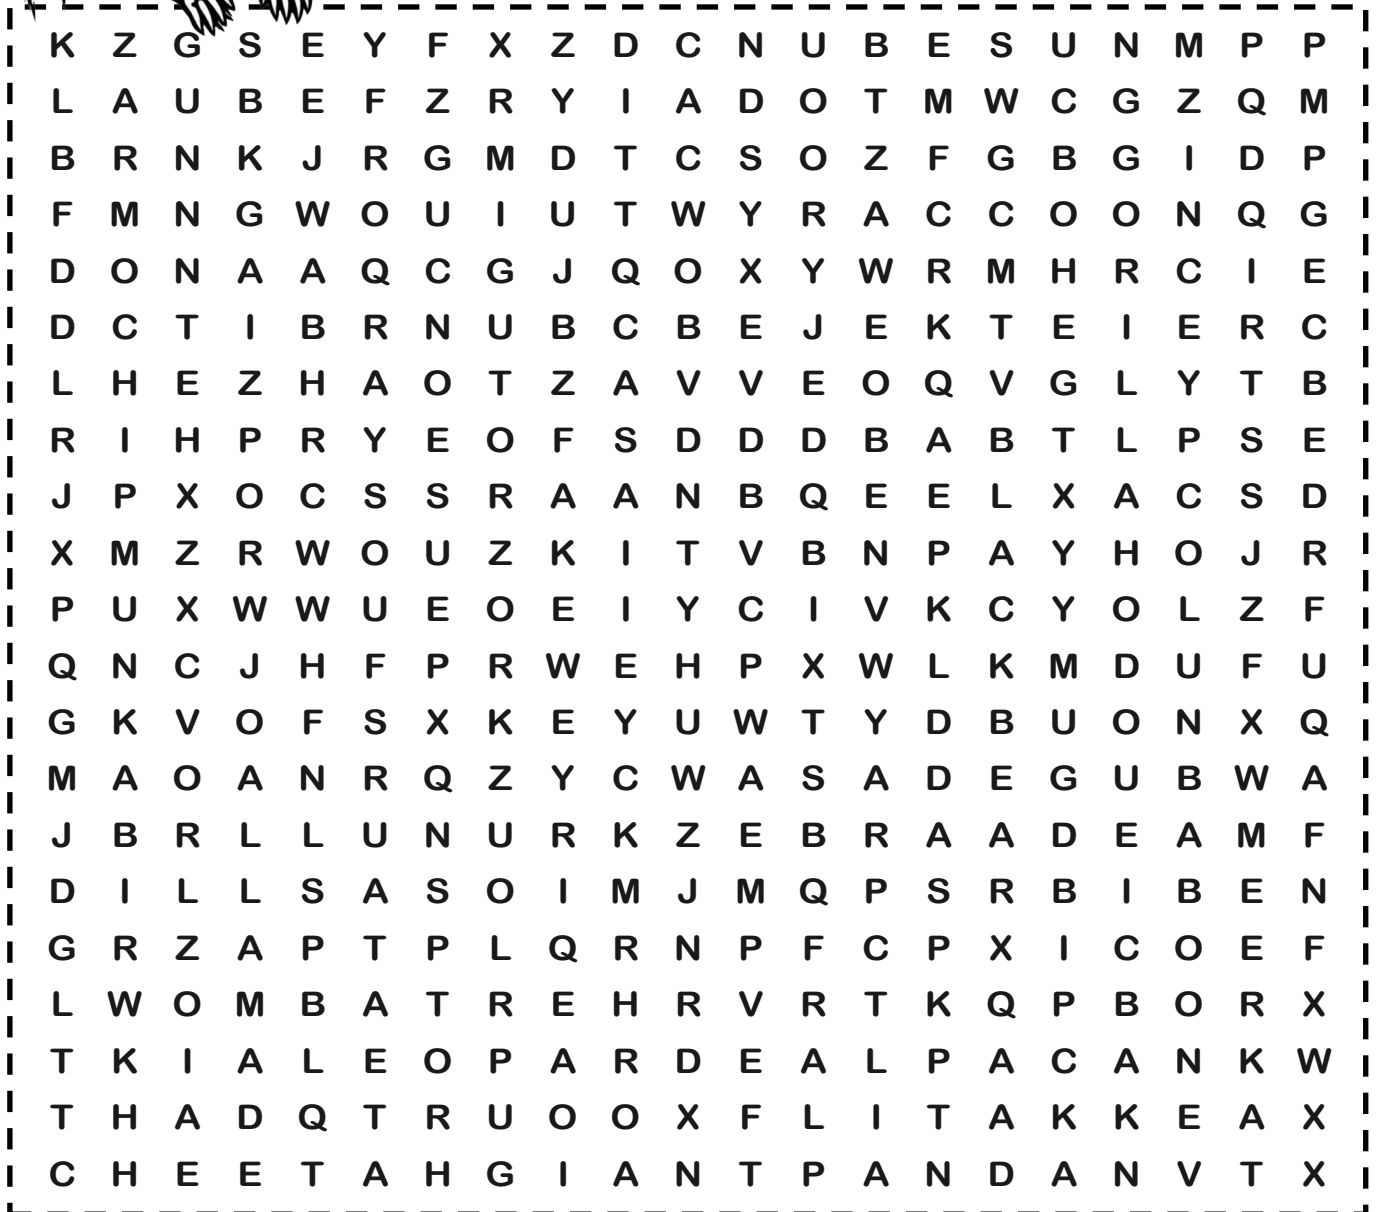 K Z G S E Y F X Z D C N U B E S U N M P P
L A U B E F Z R Y I A D O T M W C G Z Q M
B R N K J R G M D T C S O Z F G B G I D P
F M N G W O U I U T W Y R A C C O O N Q G
D O N A A Q C G J Q O X Y W R M H R C I E
D C T I B R N U B C B E J E K T E I E R C
L H E Z H A O T Z A V V E O Q V G L Y T B
R I H P R Y E O F S D D D B A B T L P S E
J P X O C S S R A A N B Q E E L X A C S D
X M Z R W O U Z K I T V B N P A Y H O J R
P U X W W U E O E I Y C I V K C Y O L Z F
Q N C J H F P R W E H P X W L K M D U F U
G K V O F S X K E Y U W T Y D B U O N X Q
M A O A N R Q Z Y C W A S A D E G U B W A
J B R L L U N U R K Z E B R A A D E A M F
D I L L S A S O I M J M Q P S R B I B E N
G R Z A P T P L Q R N P F C P X I C O E F
L W O M B A T R E H R V R T K Q P B O R X
T K I A L E O P A R D E A L P A C A N K W
T H A D Q T R U O O X F L I T A K K E A X
C H E E T A H G I A N T P A N D A N V T X